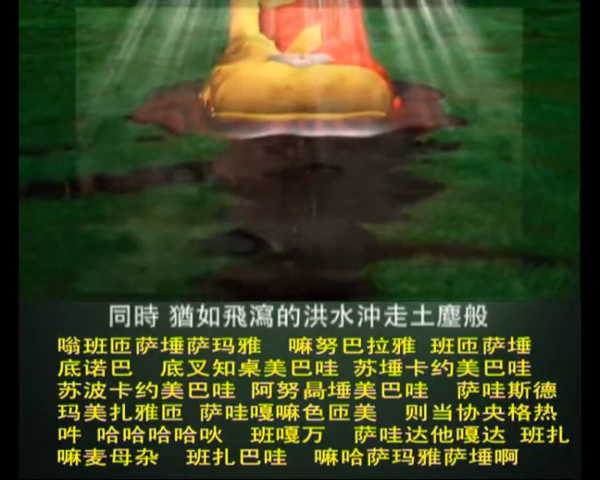 同時 猶如飛瀉的洪水沖走土塵般
嗡班匝萨埵萨玛雅 嘛努巴拉雅 班匝萨埵
底诺巴 底叉知桌美巴哇 苏埵卡约美巴哇
苏波卡约美巴哇 阿努咼埵美巴哇 萨哇斯德
玛美扎雅匝 萨哇嘎嘛色匝美 则当协央格热
吽 哈哈哈哈伙 班嘎万 萨哇达他嘎达 班扎
嘛麦母杂 班扎巴哇 嘛哈萨玛雅萨埵啊